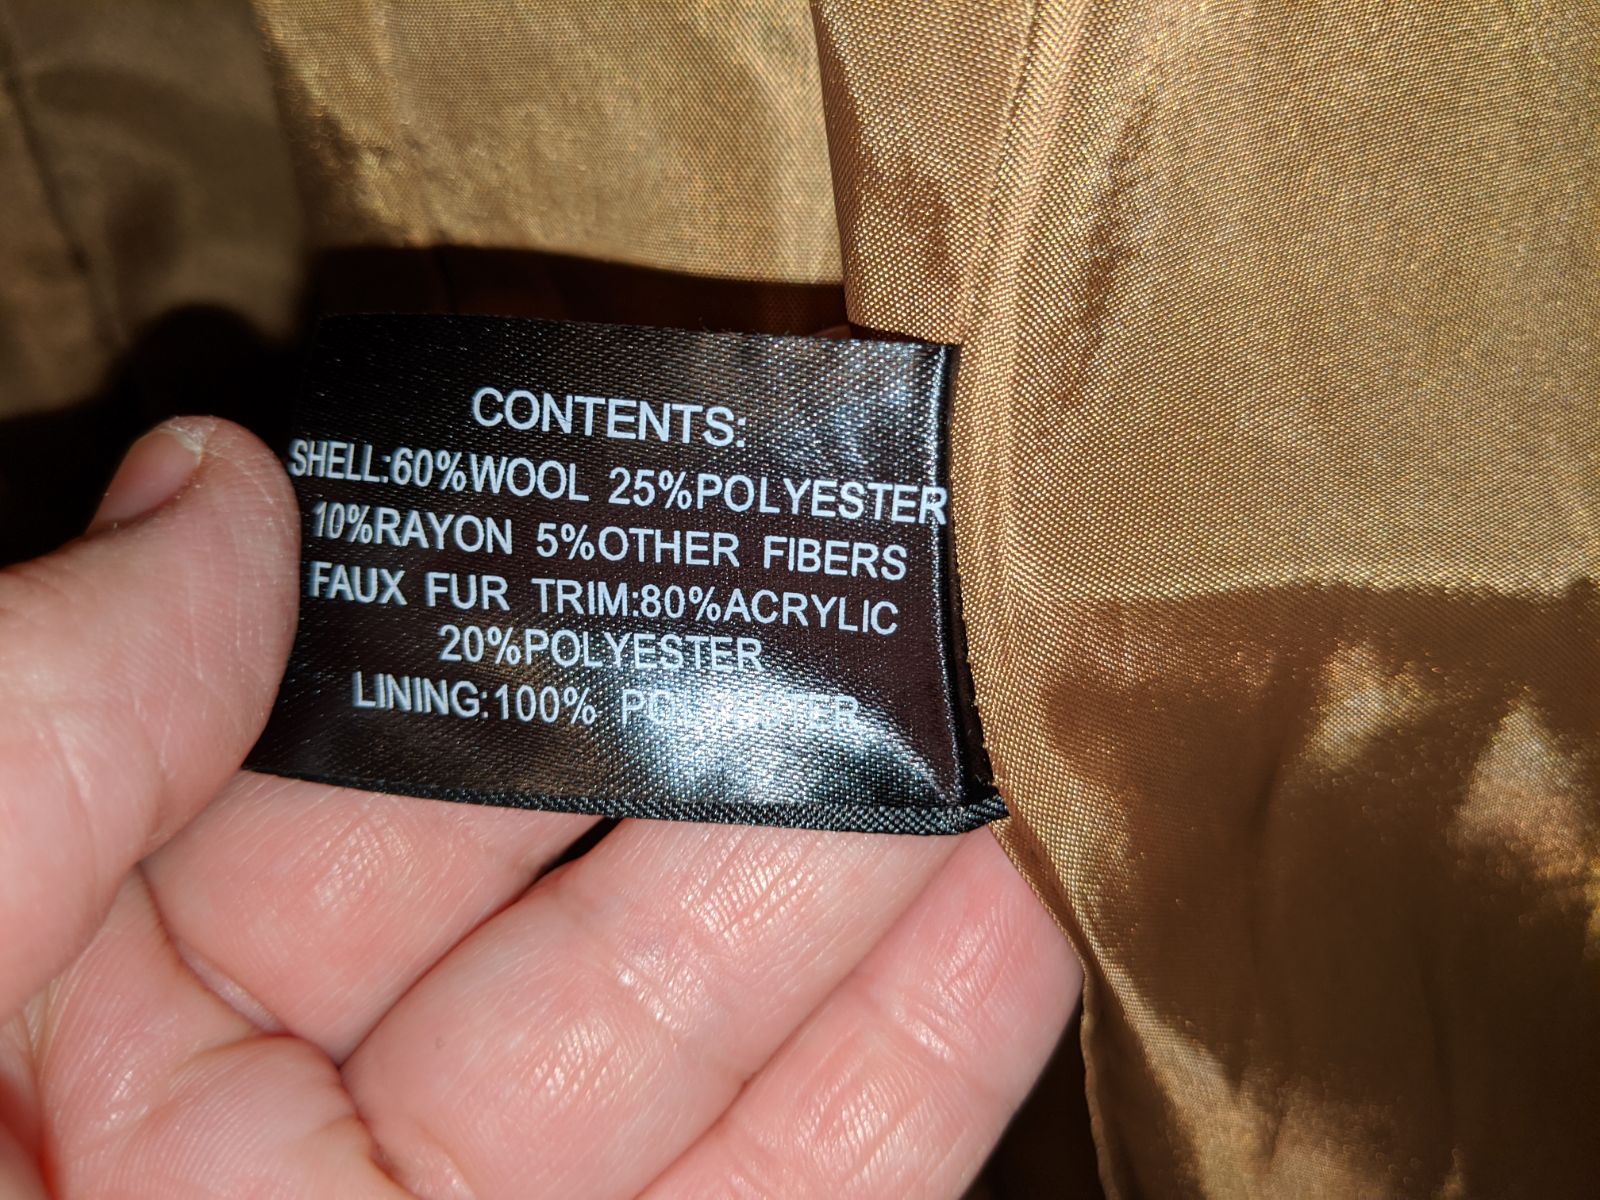 CONTENTS:
SHELL:60%WOOL 25%POLYESTER
10%RAYON 5%OTHER FIBERS
FAUX FUR TRIM:80%ACRYLIC
20%POLYESTER
LINING:100% POLYESTER